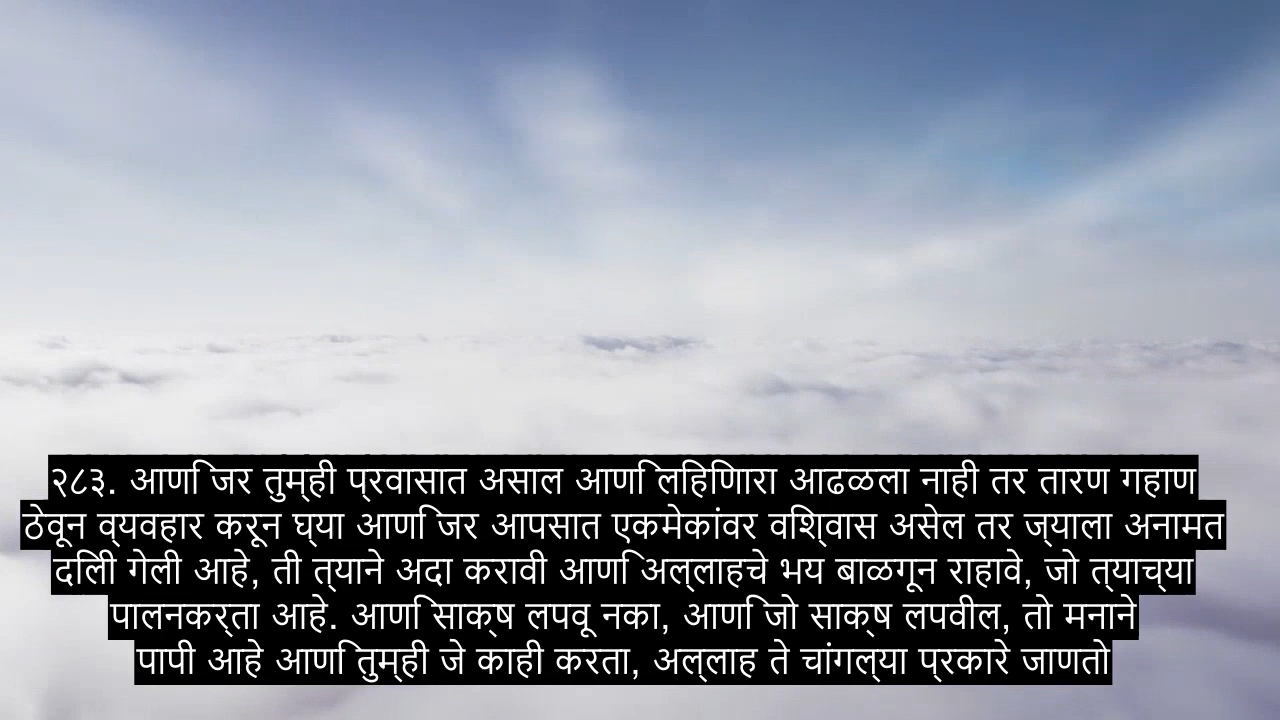 २८३. आणि जर तुम्ही प्रवासात असाल आणि लिहिणारा आढळला नाही तर तारण गहाण
ठेवून व्यवहार करून घ्या आणि जर आपसात एकमेकांवर विश्वास असेल तर ज्याला अनामत
दिली गेली आहे, ती त्याने अदा करावी आणि अल्लाहचे भय बाळगून राहावे, जो त्याच्या
पालनकर्ता आहे. आणि साक्ष लपवू नका, आणि जो साक्ष लपवील, तो मनाने
पापी आहे आणि तुम्ही जे काही करता, अल्लाह ते चांगल्या प्रकारे जाणतो